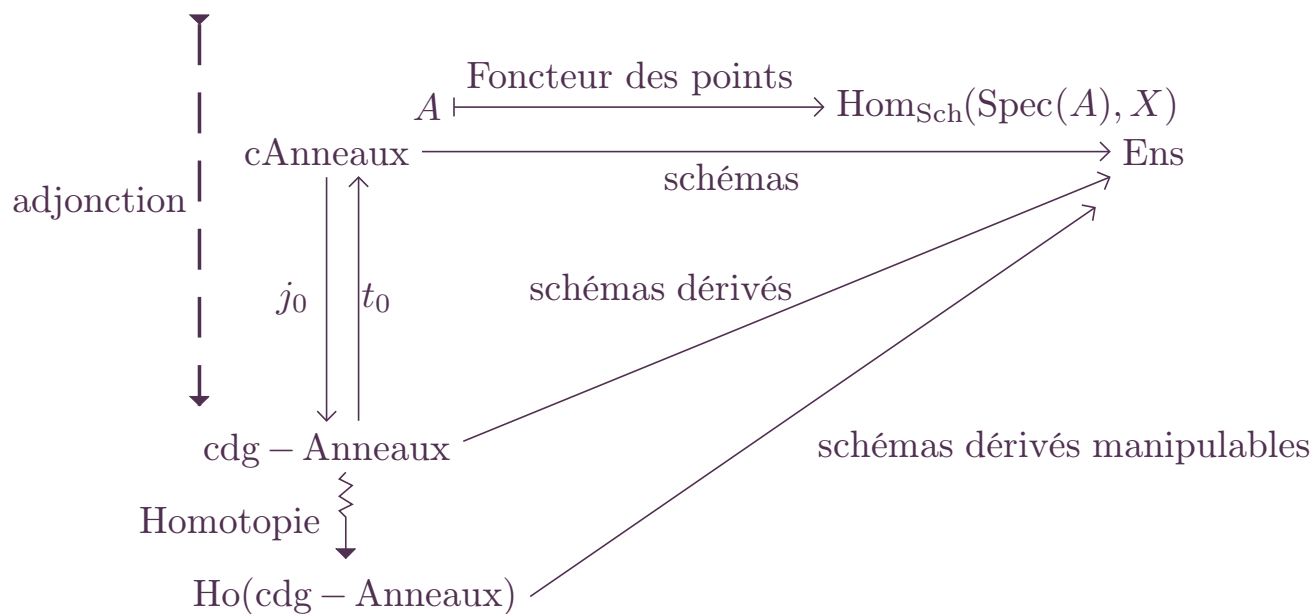 Foncteur des points
A
Hom_Sch(Spec(A), X)
cAnneaux
Ens
schémas
adjonction
j_0
t_0
schémas dérivés
cdg − Anneaux
schémas dérivés manipulables
Homotopie
Ho(cdg − Anneaux)